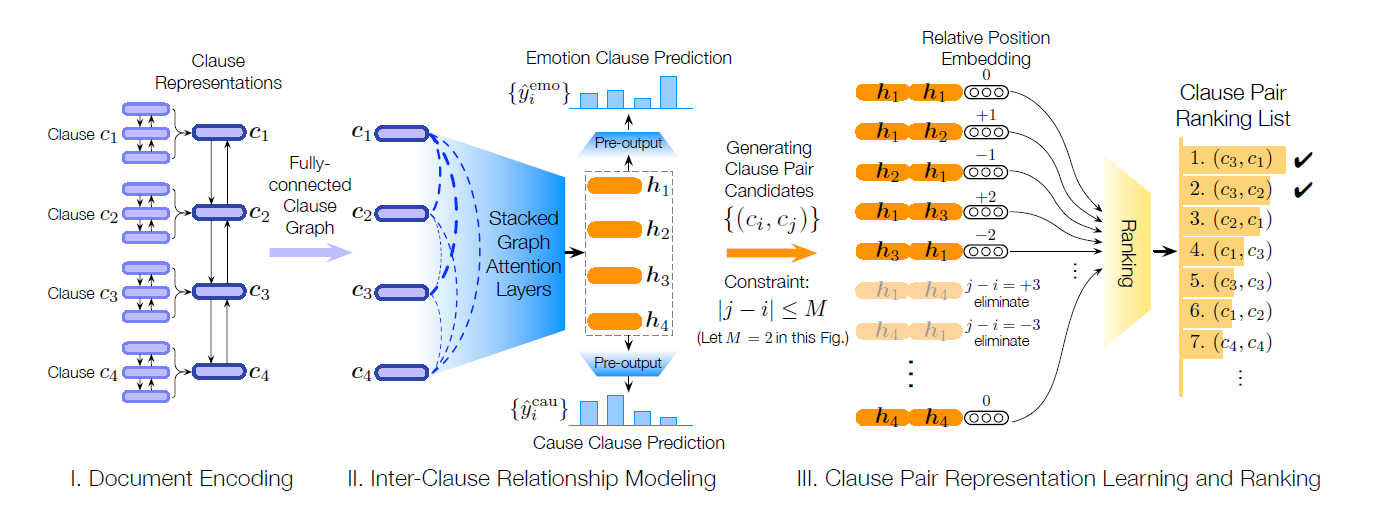 Clause
Representations
Clause c1
Clause c2
Clause c3
Clause c4
c1
c2
c3
c4
Fully-
connected
Clause
Graph
I. Document Encoding
c1
c2
c3
c4
Stacked
Graph
Attention
Layers
Emotion Clause Prediction
{ŷ_i^emo}
Pre-output
h1
h2
h3
h4
Pre-output
{ŷ_i^cau}
Cause Clause Prediction
II. Inter-Clause Relationship Modeling
Generating
Clause Pair
Candidates
{(ci, cj)}
Constraint:
|j − i| ≤ M
(Let M = 2 in this Fig.)
Relative Position
Embedding
h1 h1 0
h1 h2 +1
h2 h1 −1
h1 h3 +2
h3 h1 −2
h1 h4 j − i = +3
eliminate
h4 h1 j − i = −3
eliminate
h4 h4 0
Ranking
Clause Pair
Ranking List
1. (c3, c1) ✔
2. (c3, c2) ✔
3. (c2, c1)
4. (c1, c3)
5. (c3, c3)
6. (c1, c2)
7. (c4, c4)
III. Clause Pair Representation Learning and Ranking